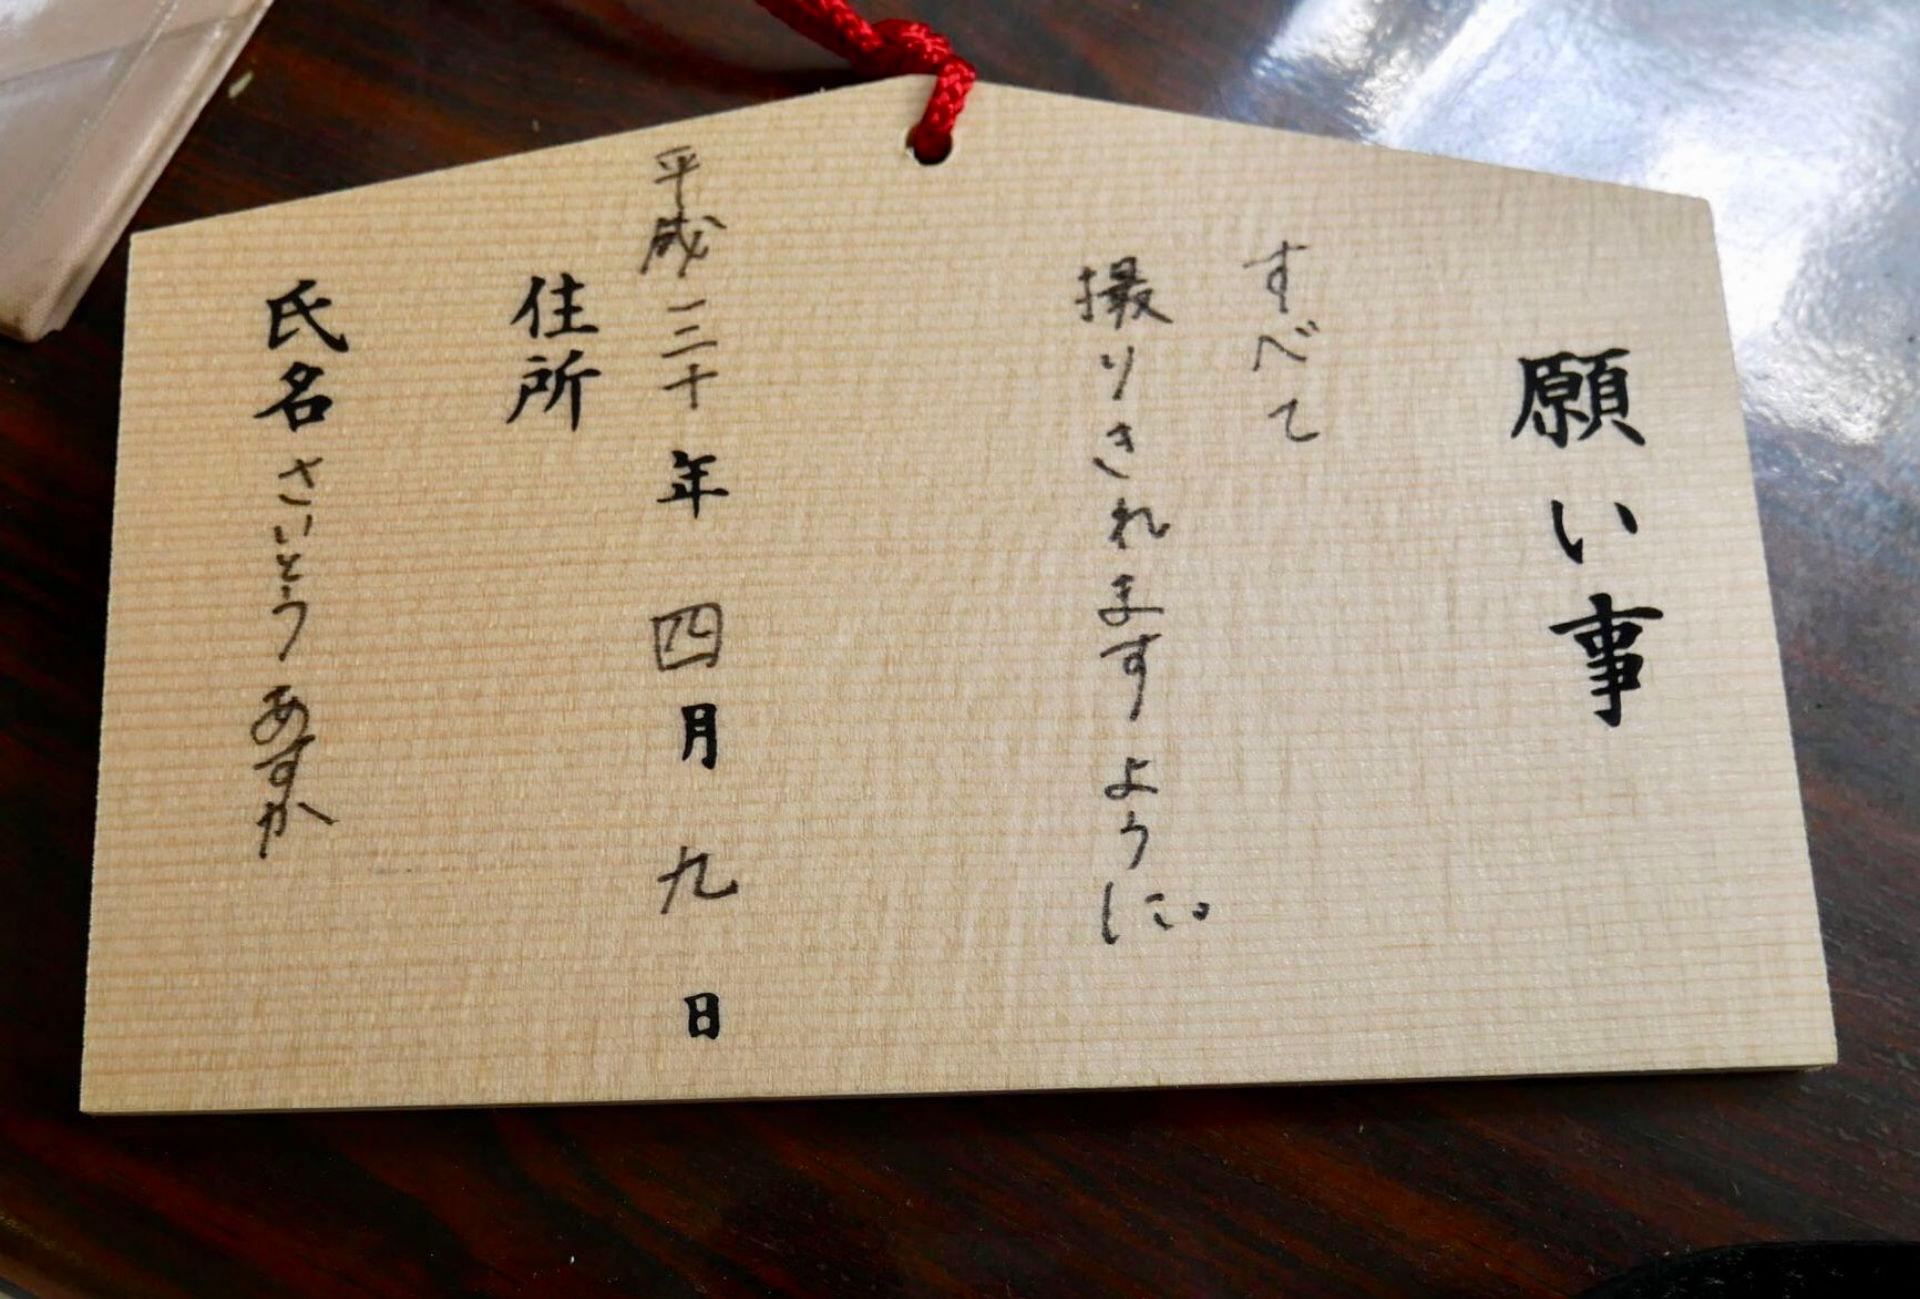 願い事
すべて
撮りきれますように。
平成三十年 四月 九日
住所
氏名 さいとう あすか